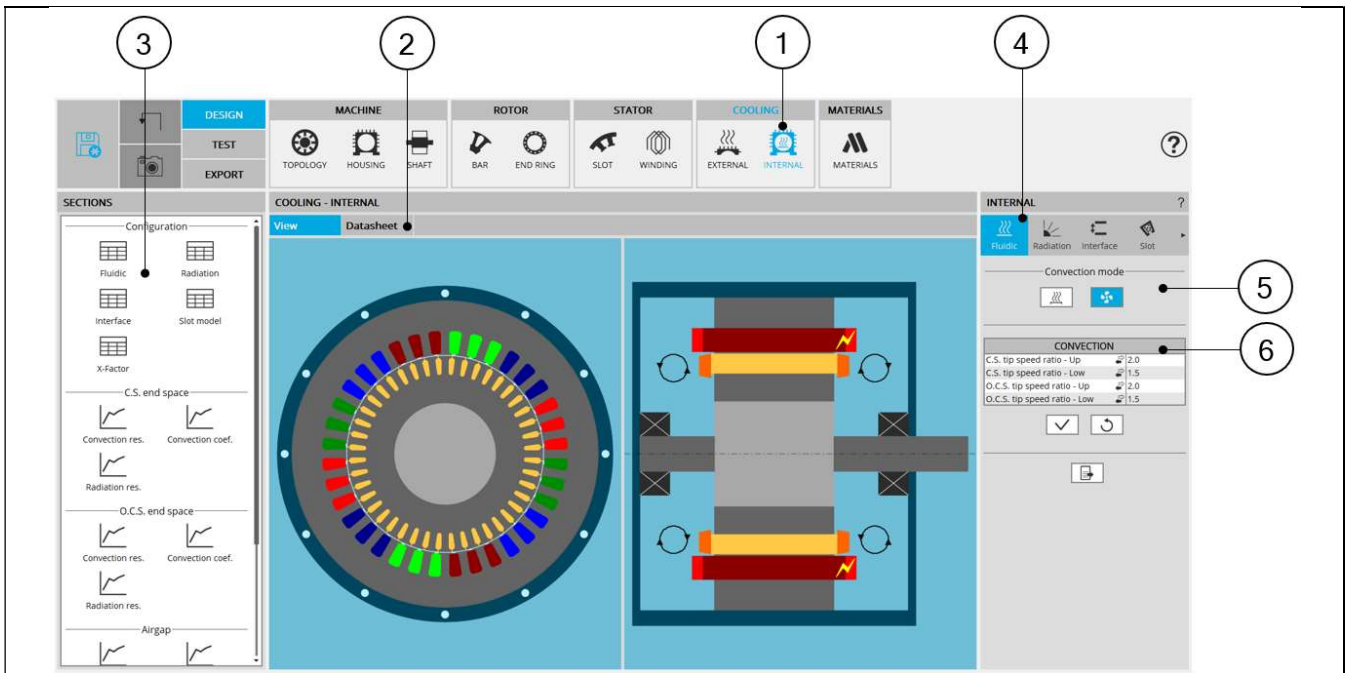 3
2
1
4
DESIGN
TEST
EXPORT
MACHINE
ROTOR
STATOR
COOLING
MATERIALS
TOPOLOGY
HOUSING
SHAFT
BAR
END RING
SLOT
WINDING
EXTERNAL
INTERNAL
MATERIALS
?
SECTIONS
COOLING - INTERNAL
INTERNAL
?
View
Datasheet
Configuration
Fluidic
Radiation
Interface
Slot model
X-Factor
C.S. end space
Convection res.
Convection coef.
Radiation res.
O.C.S. end space
Convection res.
Convection coef.
Radiation res.
Airgap
Fluidic
Radiation
Interface
Slot
Convection mode
5
CONVECTION
6
C.S. tip speed ratio - Up 2.0
C.S. tip speed ratio - Low 1.5
O.C.S. tip speed ratio - Up 2.0
O.C.S. tip speed ratio - Low 1.5